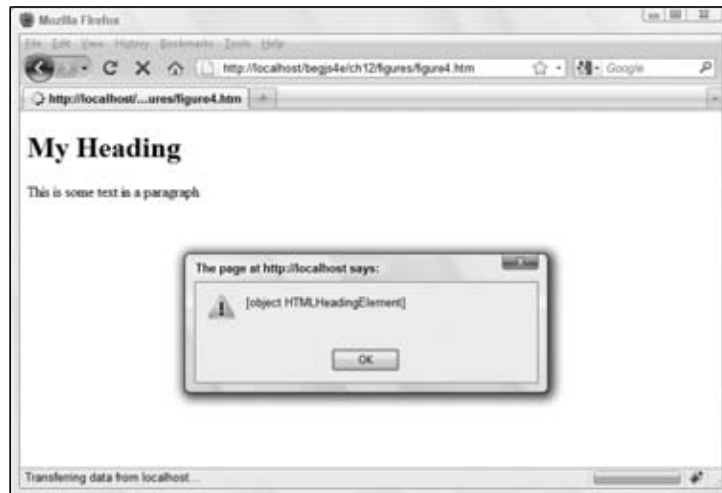 Mozilla Firefox
File Edit View History Bookmarks Tools Help
http://localhost/begjs4e/ch12/figures/figure4.htm
Google
http://localhost/...ures/figure4.htm
My Heading
This is some text in a paragraph
The page at http://localhost says:
[object HTMLHeadingElement]
OK
Transferring data from localhost...